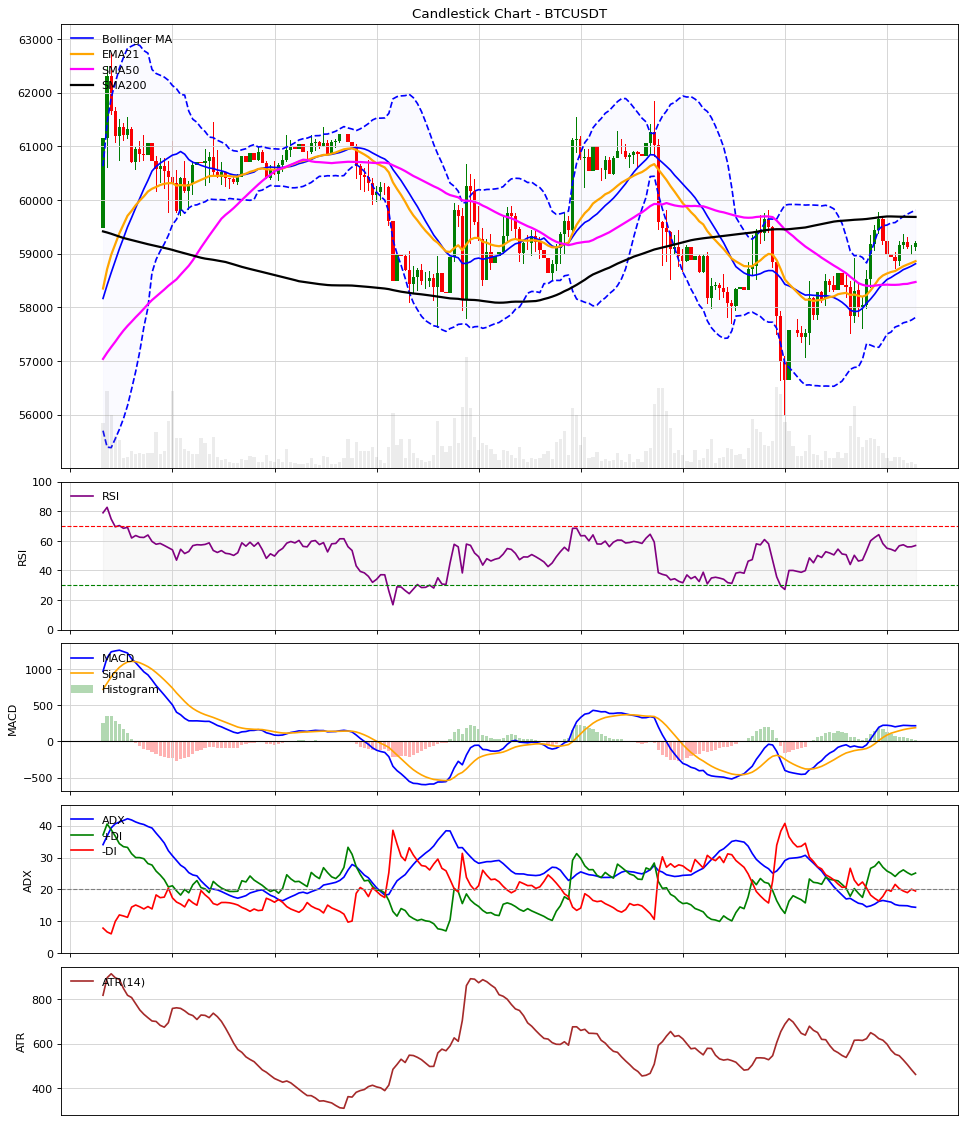 Candlestick Chart - BTCUSDT
63000
62000
61000
60000
59000
58000
57000
56000
Bollinger MA
EMA21
SMA50
SMA200
100
80
60
40
20
0
RSI
RSI
1000
500
0
−500
MACD
MACD
Signal
Histogram
40
30
20
10
0
ADX
ADX
+DI
-DI
800
600
400
ATR
ATR(14)